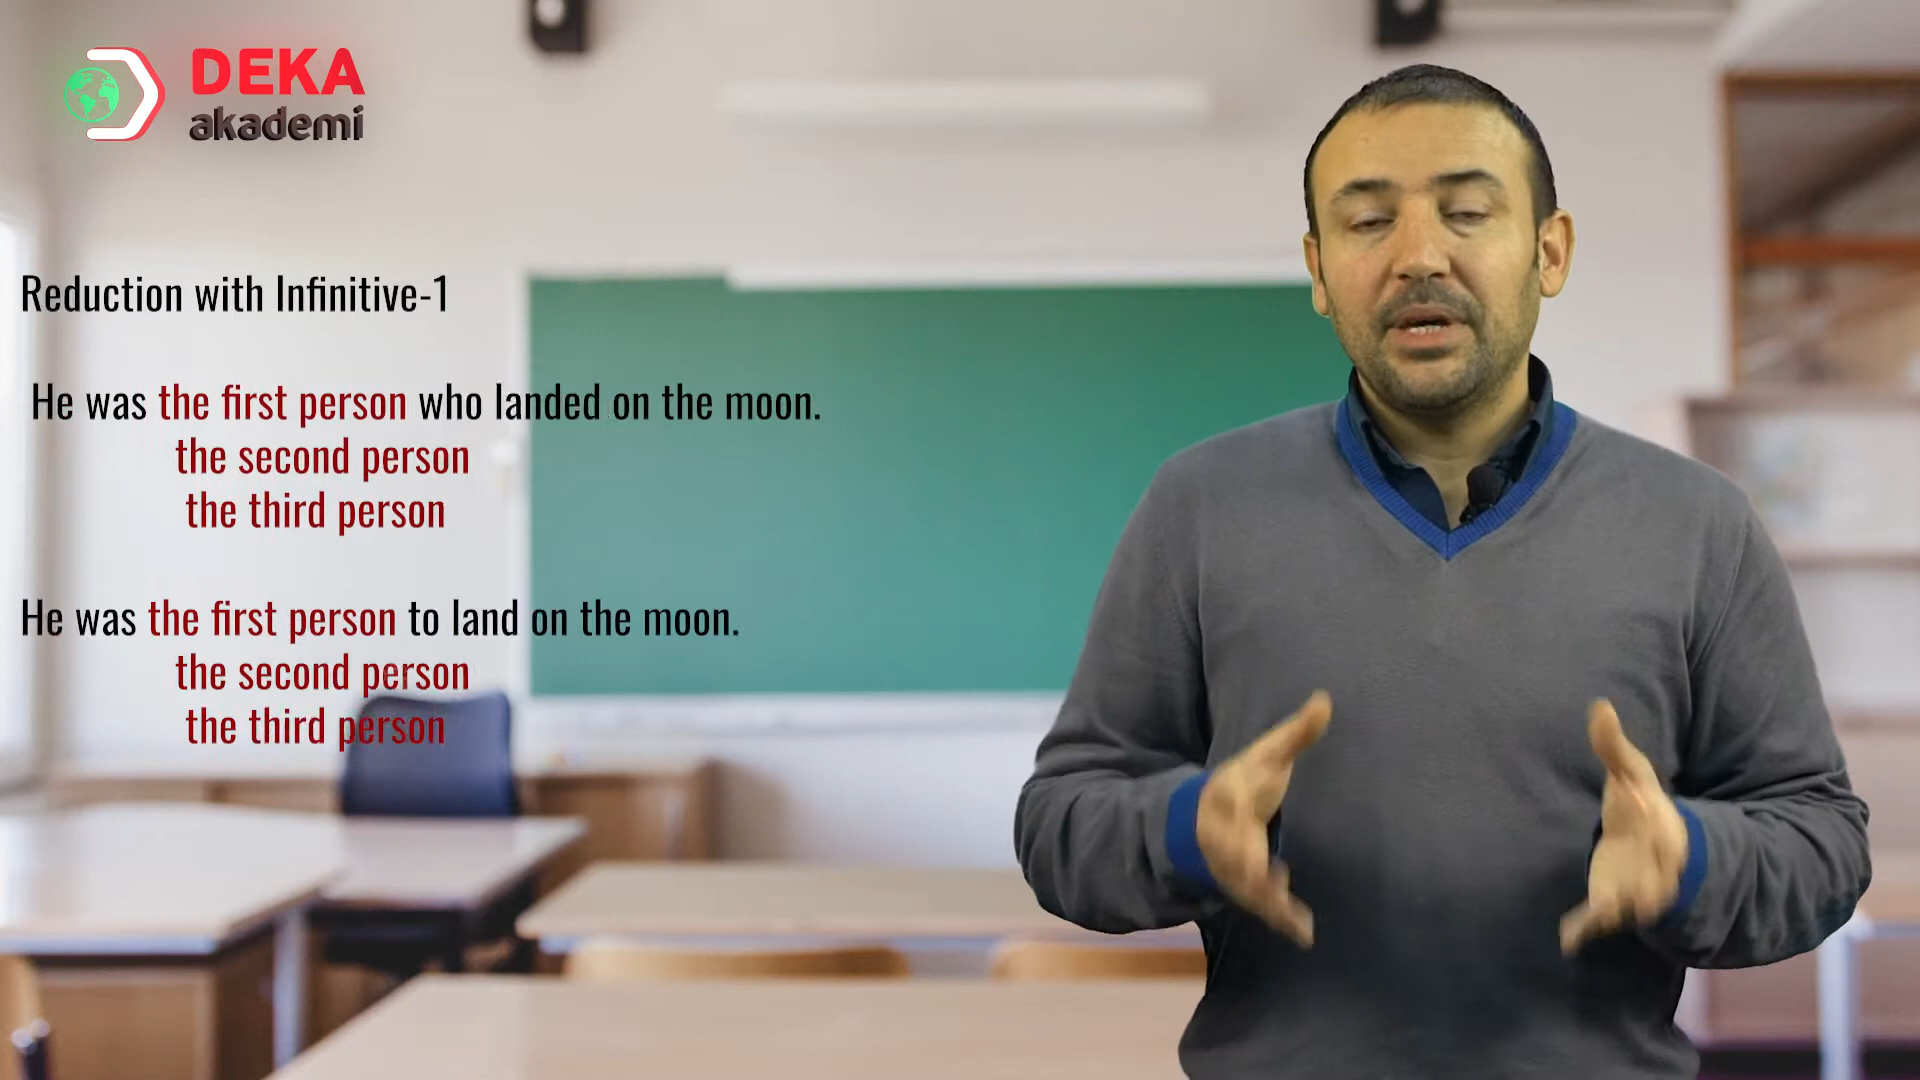 DEKA
akademi
Reduction with Infinitive-1
He was the first person who landed on the moon.
the second person
the third person
He was the first person to land on the moon.
the second person
the third person